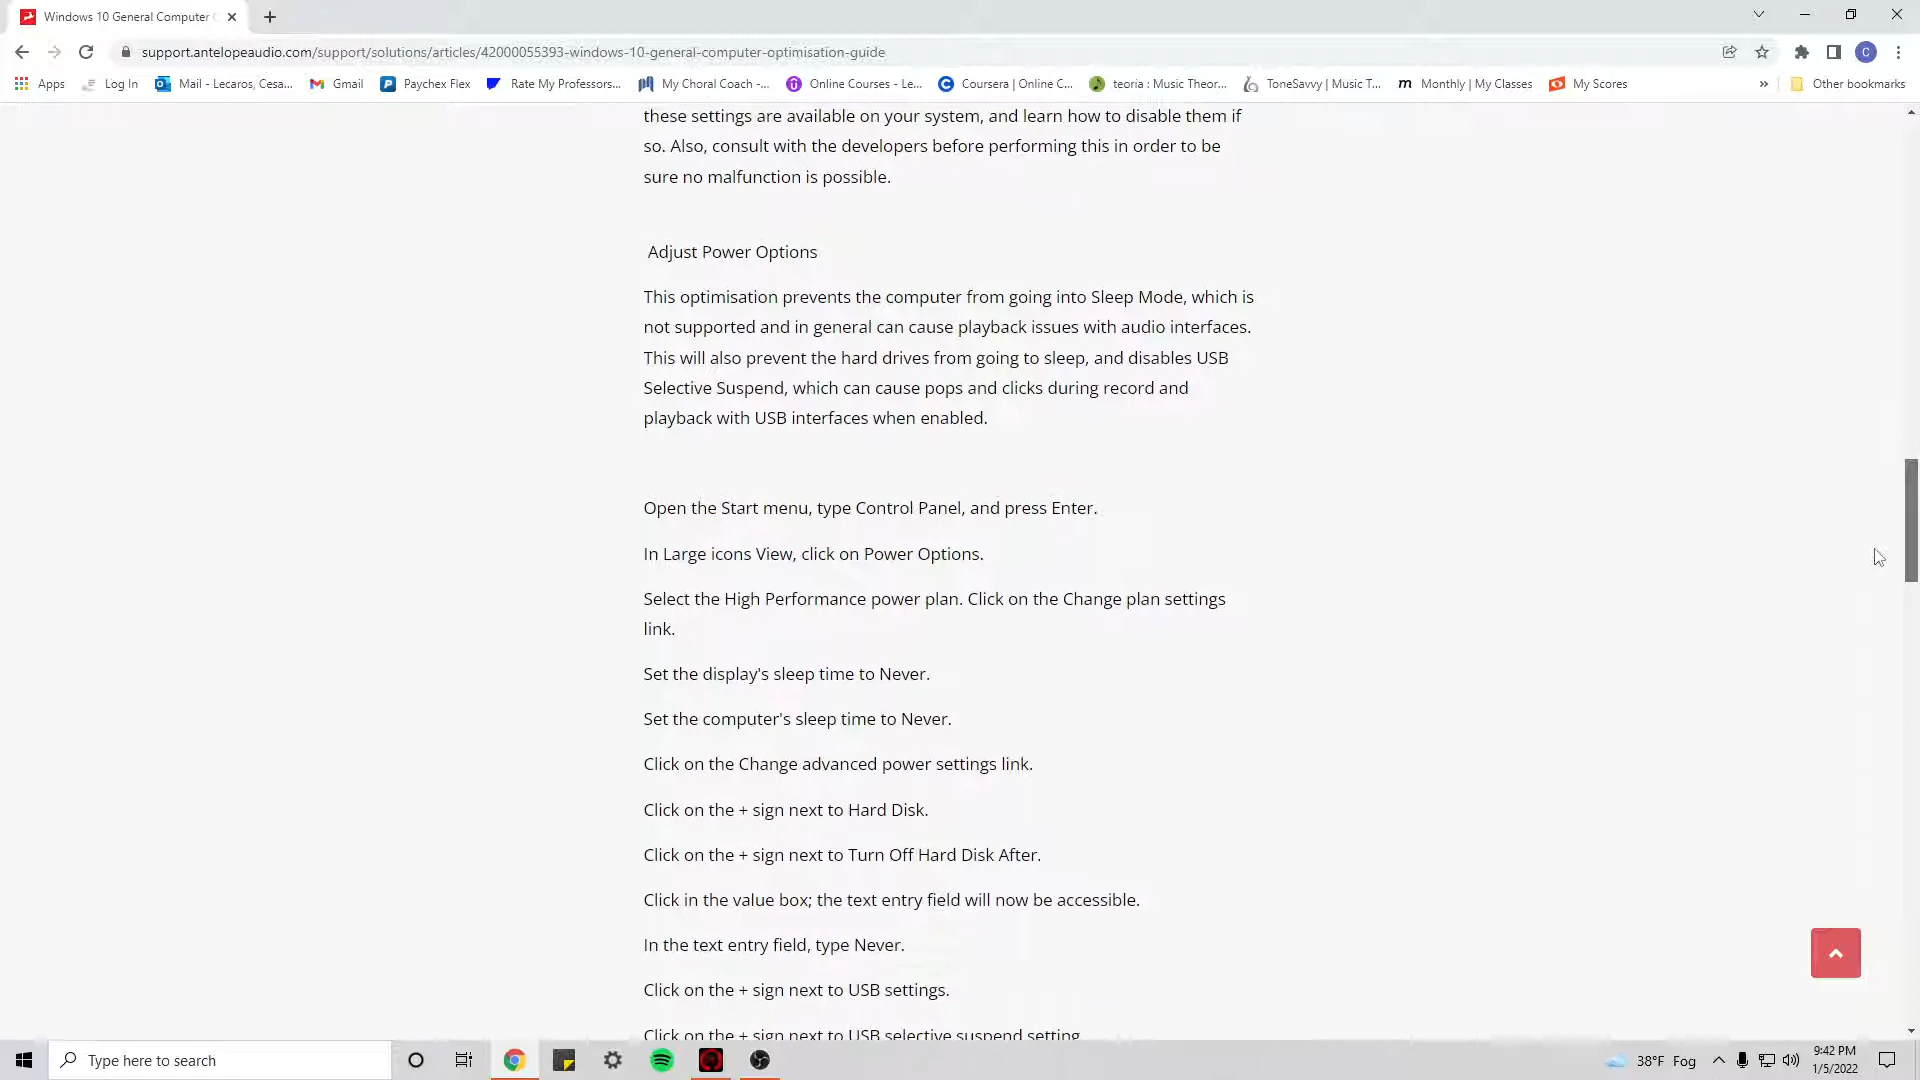 Windows 10 General Computer
support.antelopeaudio.com/support/solutions/articles/42000055393-windows-10-general-computer-optimisation-guide
C
Apps Log In Mail - Lecaros, Cesa... Gmail Paychex Flex Rate My Professors... My Choral Coach -... Online Courses - Le... Coursera | Online C... teoria : Music Theor... ToneSavvy | Music T... Monthly | My Classes My Scores » Other bookmarks
these settings are available on your system, and learn how to disable them if
so. Also, consult with the developers before performing this in order to be
sure no malfunction is possible.
Adjust Power Options
This optimisation prevents the computer from going into Sleep Mode, which is
not supported and in general can cause playback issues with audio interfaces.
This will also prevent the hard drives from going to sleep, and disables USB
Selective Suspend, which can cause pops and clicks during record and
playback with USB interfaces when enabled.
Open the Start menu, type Control Panel, and press Enter.
In Large icons View, click on Power Options.
Select the High Performance power plan. Click on the Change plan settings
link.
Set the display's sleep time to Never.
Set the computer's sleep time to Never.
Click on the Change advanced power settings link.
Click on the + sign next to Hard Disk.
Click on the + sign next to Turn Off Hard Disk After.
Click in the value box; the text entry field will now be accessible.
In the text entry field, type Never.
Click on the + sign next to USB settings.
Click on the + sign next to USB selective suspend setting
Type here to search
38°F Fog
9:42 PM
1/5/2022